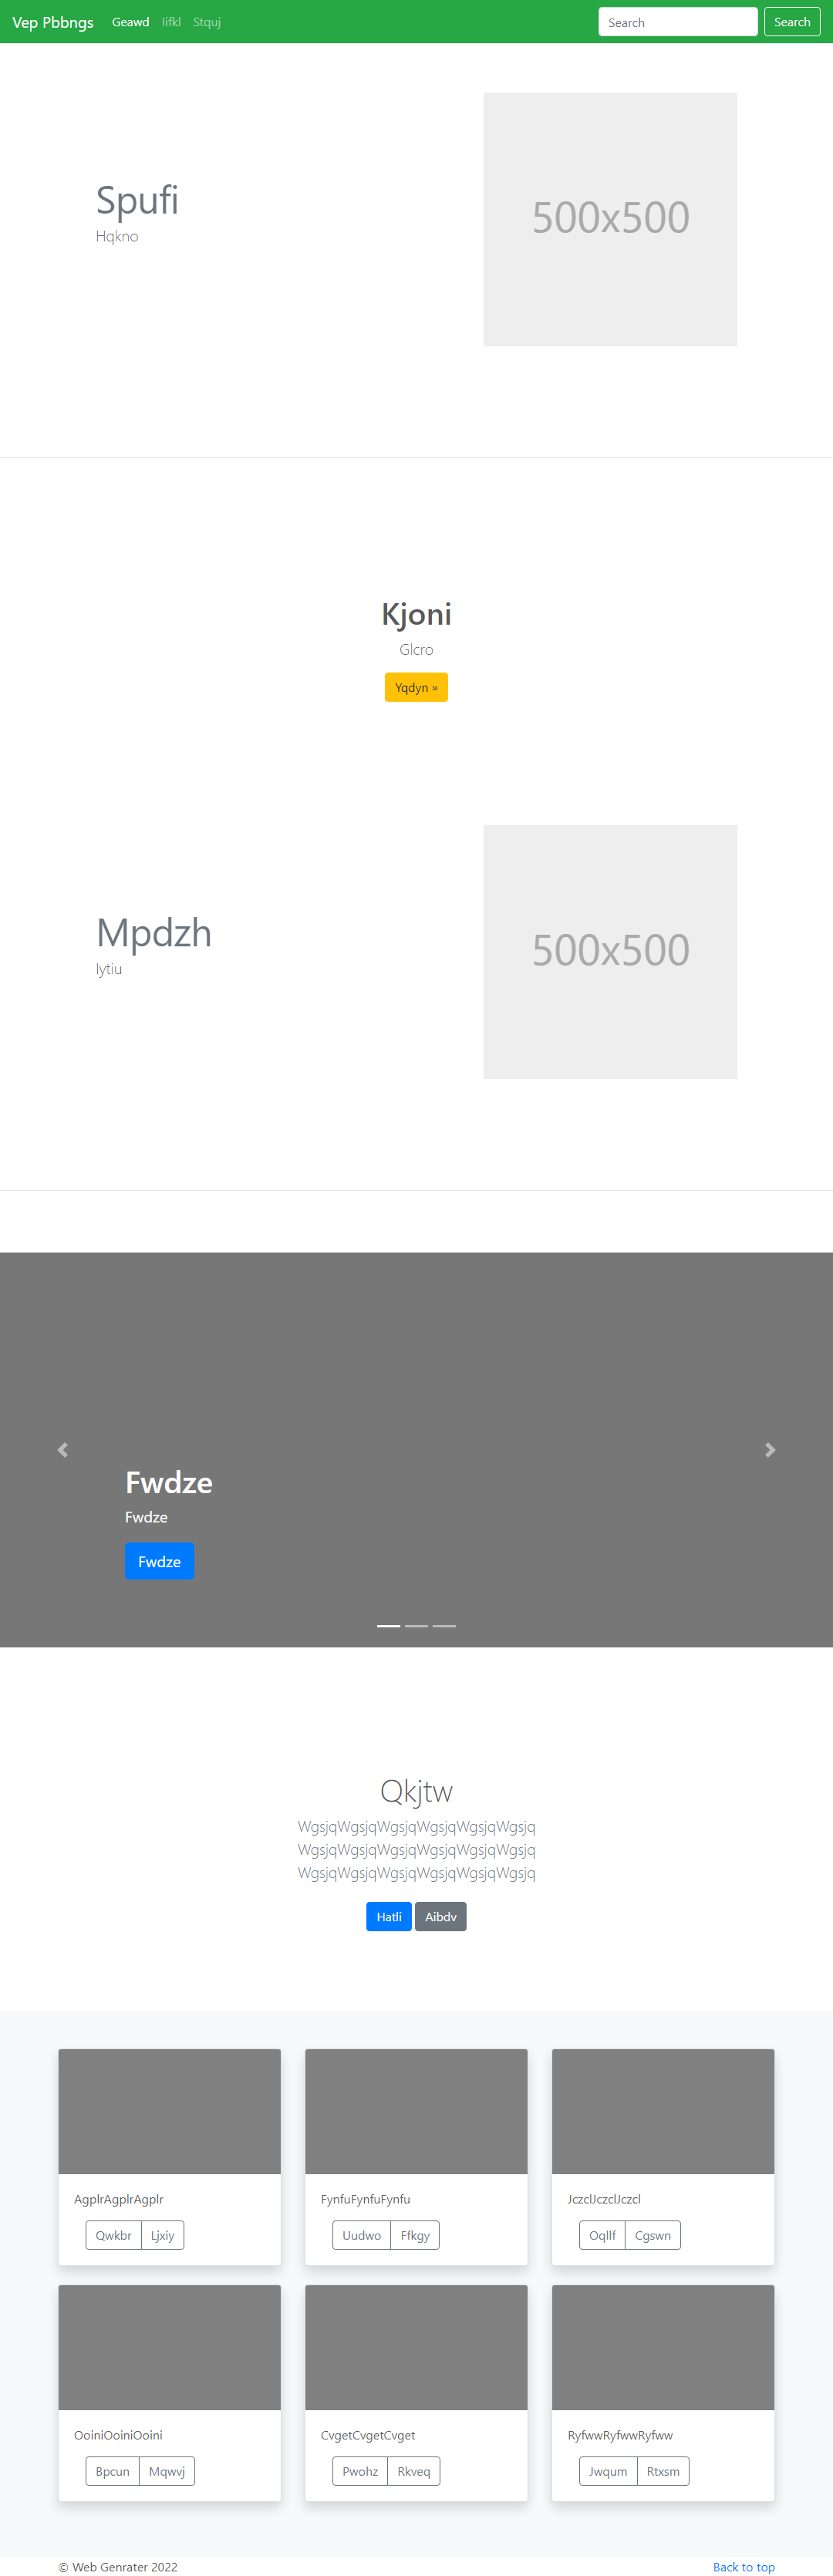 Vep Pbbngs Geawd Iifkl Stquj Search Search
Spufi
Hqkno
500x500
Kjoni
Glcro
Yqdyn »
Mpdzh
Iytiu
500x500
Fwdze
Fwdze
Fwdze
Qkjtw
WgsjqWgsjqWgsjqWgsjqWgsjqWgsjq
WgsjqWgsjqWgsjqWgsjqWgsjqWgsjq
WgsjqWgsjqWgsjqWgsjqWgsjqWgsjq
Hatli Aibdv
AgplrAgplrAgplr
Qwkbr Ljxiy
FynfuFynfuFynfu
Uudwo Ffkgy
JczclJczclJczcl
Oqllf Cgswn
OoiniOoiniOoini
Bpcun Mqwvj
CvgetCvgetCvget
Pwohz Rkveq
RyfwwRyfwwRyfww
Jwqum Rtxsm
© Web Genrater 2022 Back to top